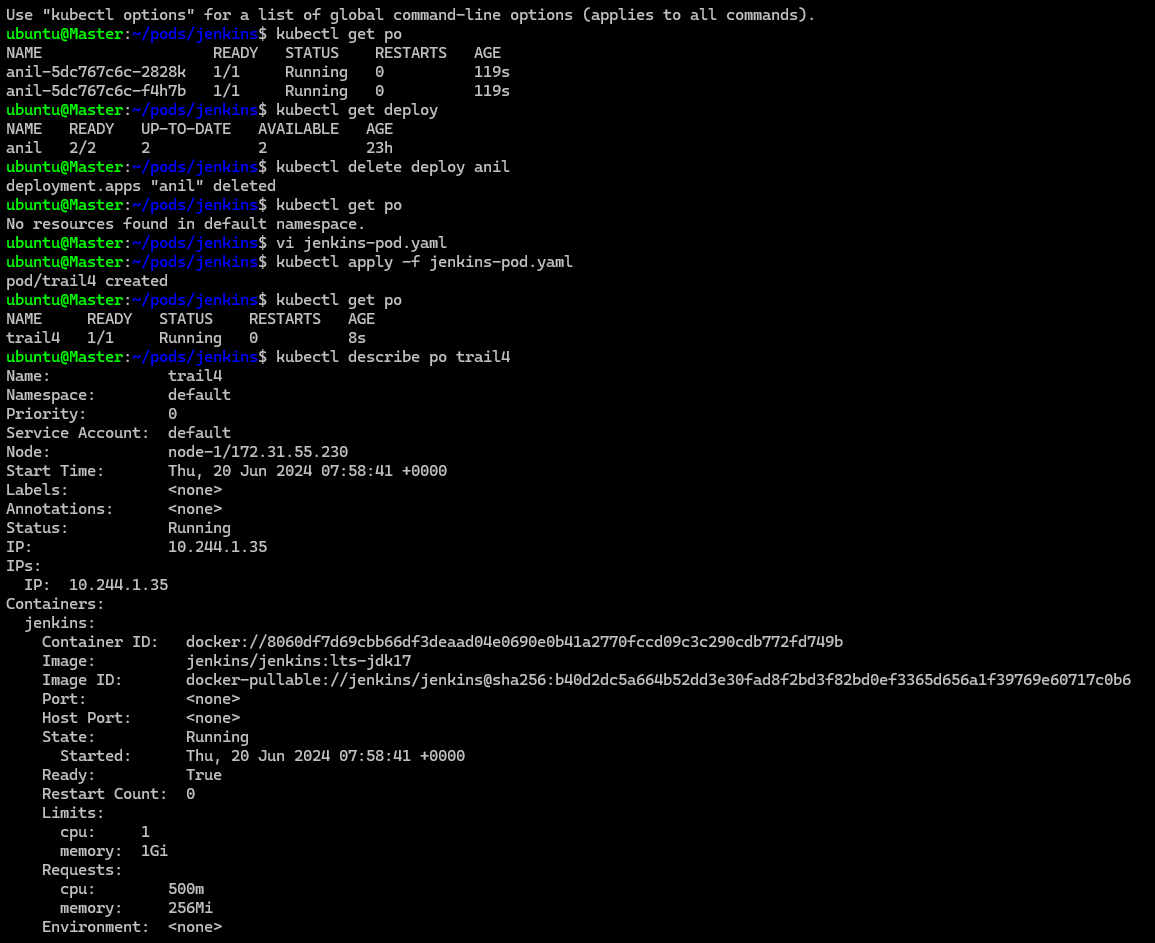 Use "kubectl options" for a list of global command-line options (applies to all commands).
ubuntu@Master:~/pods/jenkins$ kubectl get po
NAME                   READY   STATUS    RESTARTS   AGE
anil-5dc767c6c-2828k   1/1     Running   0          119s
anil-5dc767c6c-f4h7b   1/1     Running   0          119s
ubuntu@Master:~/pods/jenkins$ kubectl get deploy
NAME   READY   UP-TO-DATE   AVAILABLE   AGE
anil   2/2     2            2           23h
ubuntu@Master:~/pods/jenkins$ kubectl delete deploy anil
deployment.apps "anil" deleted
ubuntu@Master:~/pods/jenkins$ kubectl get po
No resources found in default namespace.
ubuntu@Master:~/pods/jenkins$ vi jenkins-pod.yaml
ubuntu@Master:~/pods/jenkins$ kubectl apply -f jenkins-pod.yaml
pod/trail4 created
ubuntu@Master:~/pods/jenkins$ kubectl get po
NAME     READY   STATUS    RESTARTS   AGE
trail4   1/1     Running   0          8s
ubuntu@Master:~/pods/jenkins$ kubectl describe po trail4
Name:             trail4
Namespace:        default
Priority:         0
Service Account:  default
Node:             node-1/172.31.55.230
Start Time:       Thu, 20 Jun 2024 07:58:41 +0000
Labels:           <none>
Annotations:      <none>
Status:           Running
IP:               10.244.1.35
IPs:
  IP:  10.244.1.35
Containers:
  jenkins:
    Container ID:   docker://8060df7d69cbb66df3deaad04e0690e0b41a2770fccd09c3c290cdb772fd749b
    Image:          jenkins/jenkins:lts-jdk17
    Image ID:       docker-pullable://jenkins/jenkins@sha256:b40d2dc5a664b52dd3e30fad8f2bd3f82bd0ef3365d656a1f39769e60717c0b6
    Port:           <none>
    Host Port:      <none>
    State:          Running
      Started:      Thu, 20 Jun 2024 07:58:41 +0000
    Ready:          True
    Restart Count:  0
    Limits:
      cpu:     1
      memory:  1Gi
    Requests:
      cpu:        500m
      memory:     256Mi
    Environment:  <none>